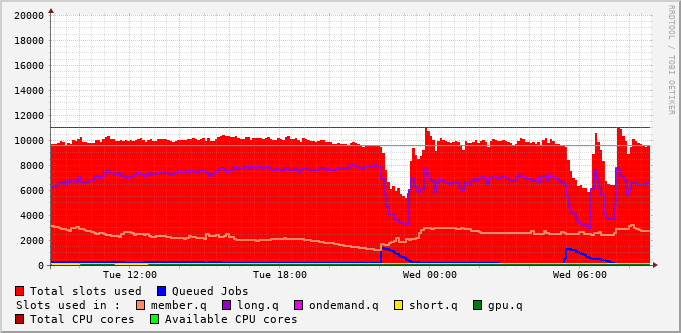 20000
18000
16000
14000
12000
10000
8000
6000
4000
2000
0
Tue 12:00 Tue 18:00 Wed 00:00 Wed 06:00
RRDTOOL / TOBI OETIKER
Total slots used Queued Jobs
Slots used in : member.q long.q ondemand.q short.q gpu.q
Total CPU cores Available CPU cores